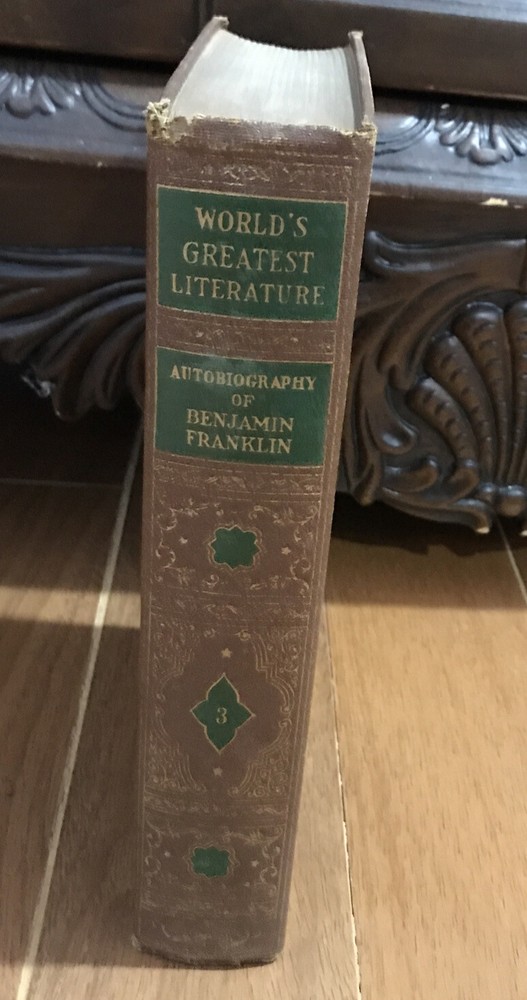 WORLD'S
GREATEST
LITERATURE
AUTOBIOGRAPHY
OF
BENJAMIN
FRANKLIN
3